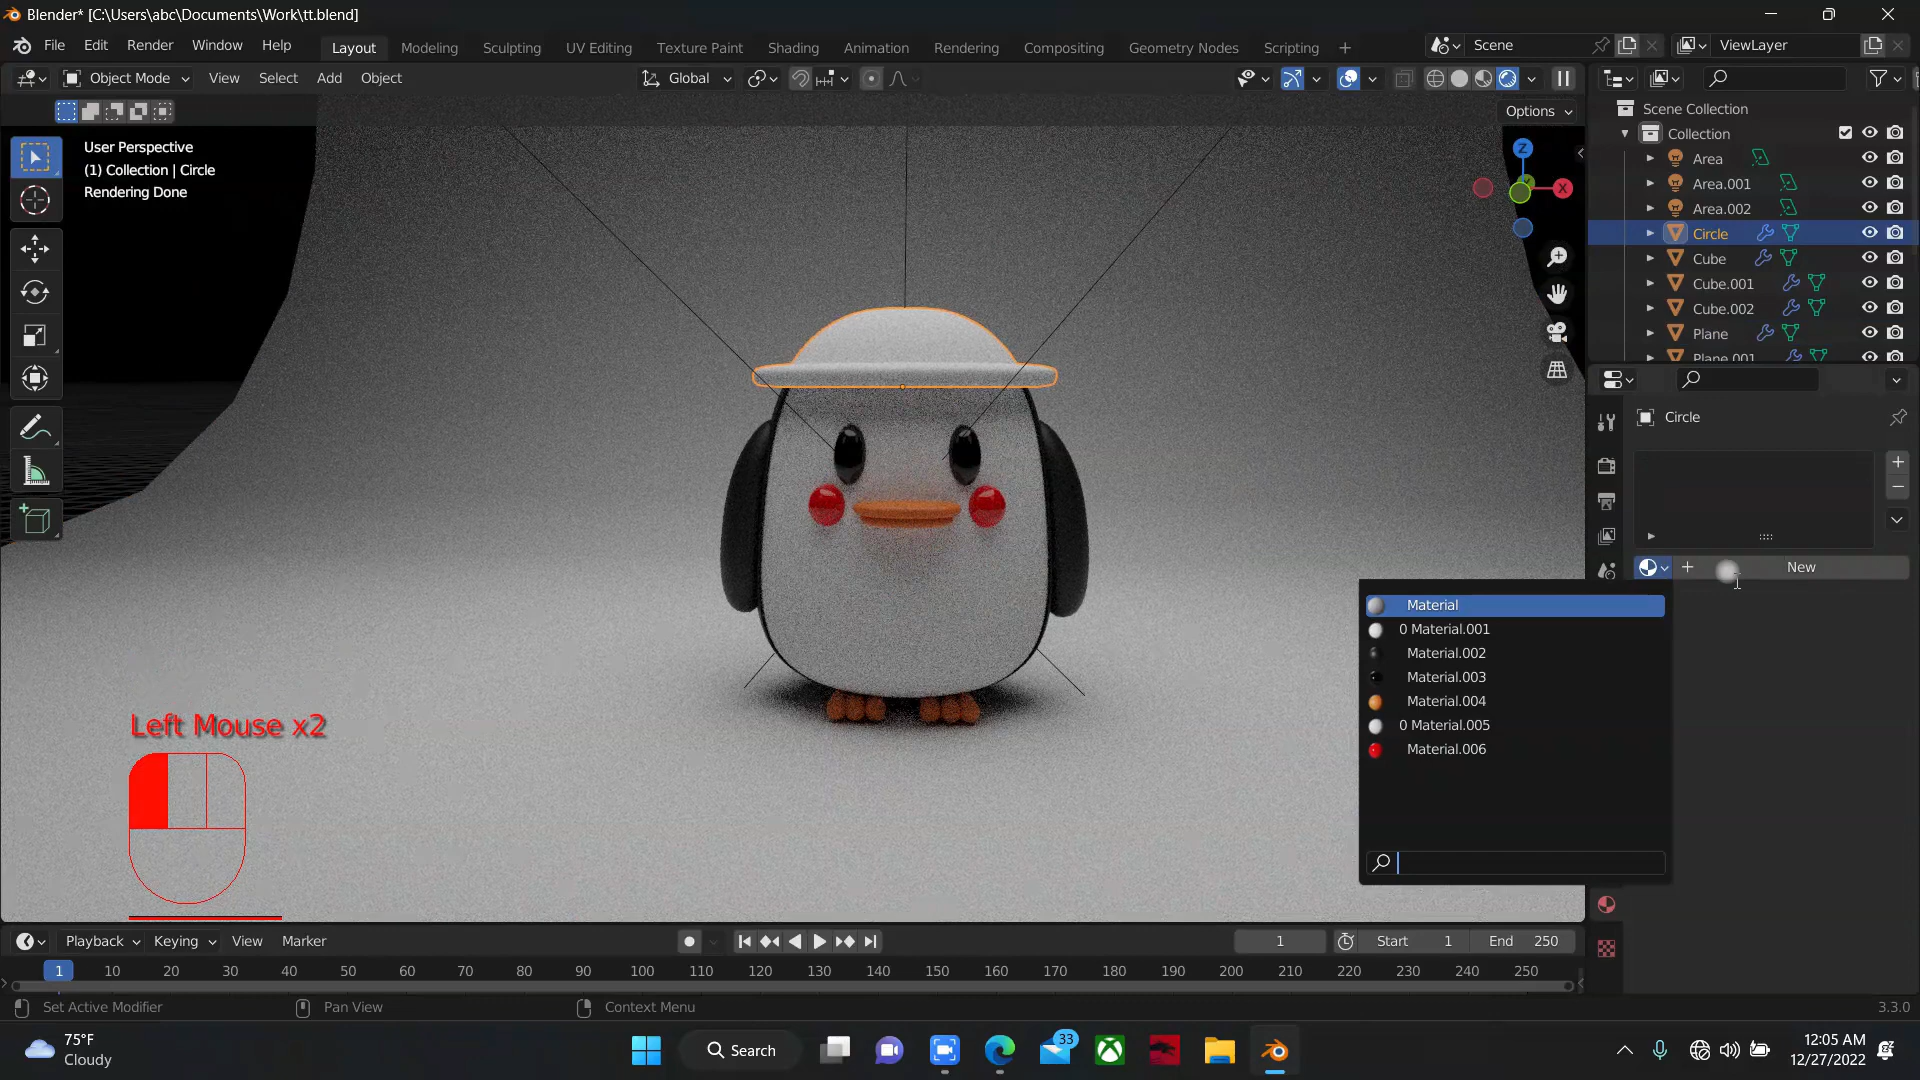 Blender* [C:\Users\abc\Documents\Work\tt.blend]
File Edit Render Window Help Layout Modeling Sculpting UV Editing Texture Paint Shading Animation Rendering Compositing Geometry Nodes Scripting + Scene ViewLayer
Object Mode View Select Add Object Global
Options
User Perspective
(1) Collection | Circle
Rendering Done
Z
X
Scene Collection
Collection
Area
Area.001
Area.002
Circle
Cube
Cube.001
Cube.002
Plane
Plane.001
Circle
New
Material
0 Material.001
Material.002
Material.003
Material.004
0 Material.005
Material.006
Left Mouse x2
Playback Keying View Marker 1 Start 1 End 250
1 10 20 30 40 50 60 70 80 90 100 110 120 130 140 150 160 170 180 190 200 210 220 230 240 250
Set Active Modifier Pan View Context Menu 3.3.0
75°F
Cloudy
Search
33
12:05 AM
12/27/2022